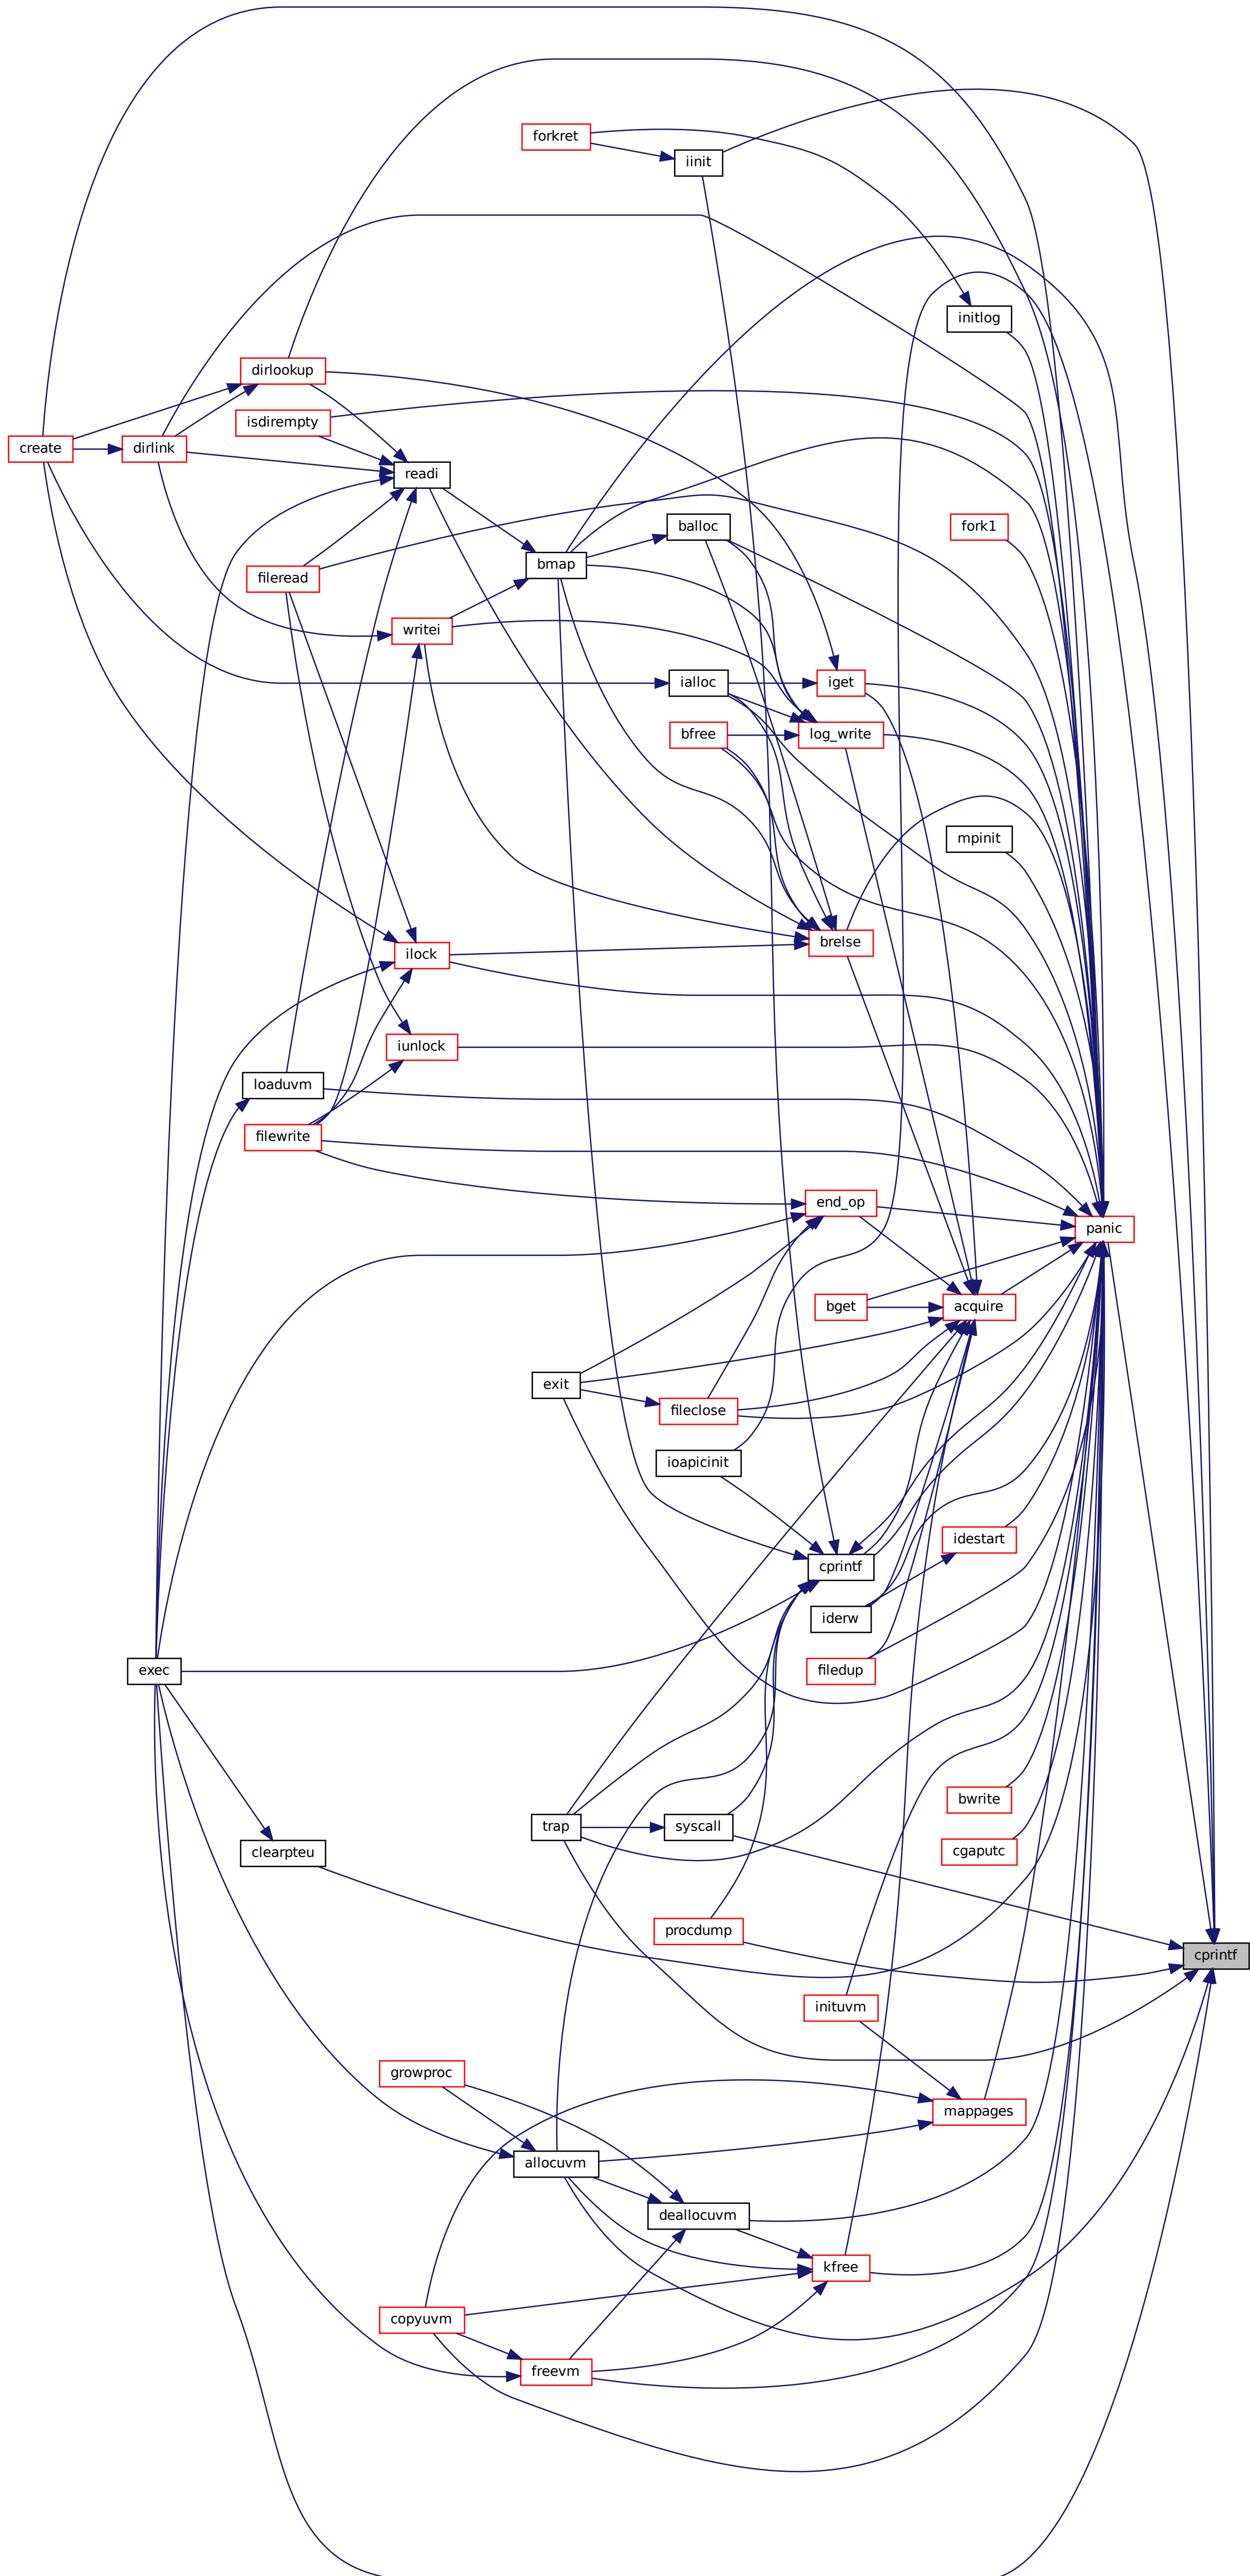 forkret
iinit
initlog
dirlookup
isdirempty
create
dirlink
readi
balloc
fork1
bmap
fileread
writei
ialloc
iget
bfree
log_write
mpinit
brelse
ilock
iunlock
loaduvm
filewrite
end_op
panic
bget
acquire
exit
fileclose
ioapicinit
idestart
cprintf
iderw
exec
filedup
bwrite
trap
syscall
cgaputc
clearpteu
procdump
cprintf
inituvm
growproc
mappages
allocuvm
deallocuvm
kfree
copyuvm
freevm